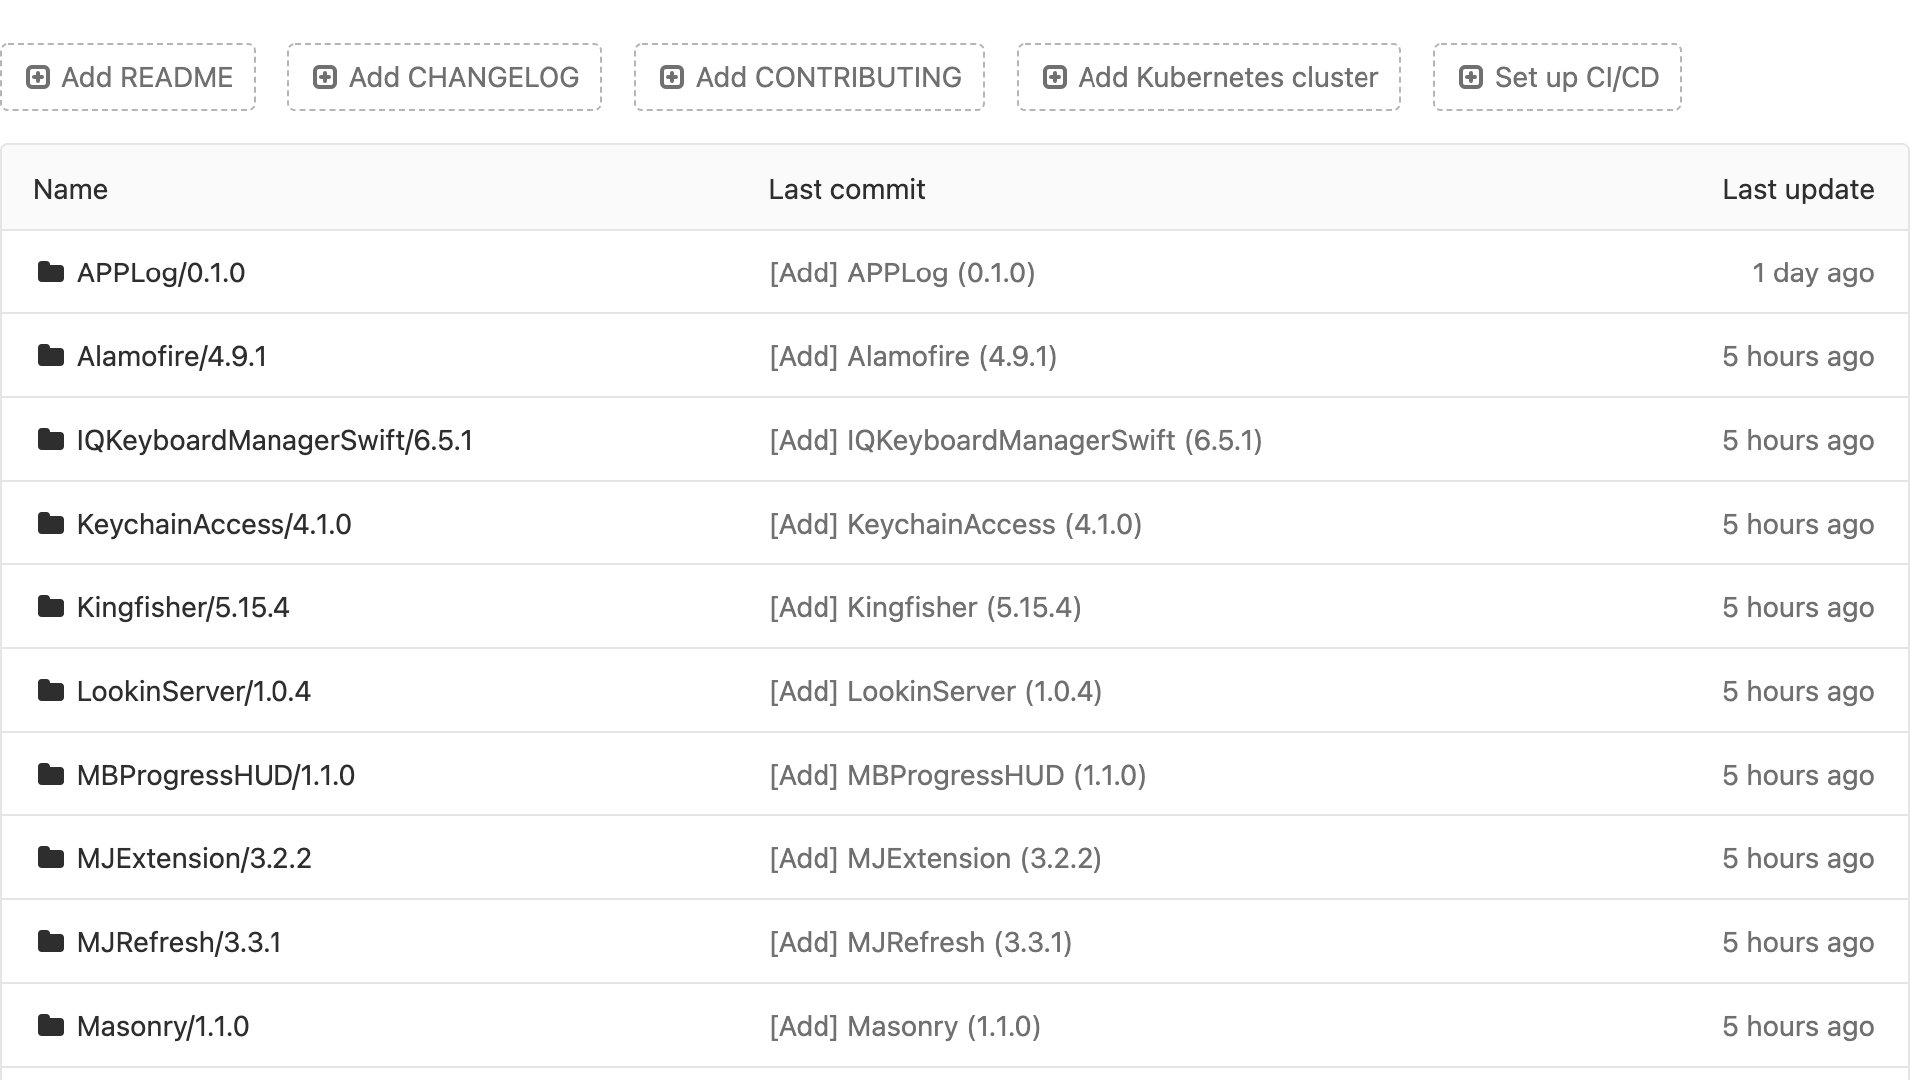 Add README Add CHANGELOG Add CONTRIBUTING Add Kubernetes cluster Set up CI/CD
Name Last commit Last update
APPLog/0.1.0 [Add] APPLog (0.1.0) 1 day ago
Alamofire/4.9.1 [Add] Alamofire (4.9.1) 5 hours ago
IQKeyboardManagerSwift/6.5.1 [Add] IQKeyboardManagerSwift (6.5.1) 5 hours ago
KeychainAccess/4.1.0 [Add] KeychainAccess (4.1.0) 5 hours ago
Kingfisher/5.15.4 [Add] Kingfisher (5.15.4) 5 hours ago
LookinServer/1.0.4 [Add] LookinServer (1.0.4) 5 hours ago
MBProgressHUD/1.1.0 [Add] MBProgressHUD (1.1.0) 5 hours ago
MJExtension/3.2.2 [Add] MJExtension (3.2.2) 5 hours ago
MJRefresh/3.3.1 [Add] MJRefresh (3.3.1) 5 hours ago
Masonry/1.1.0 [Add] Masonry (1.1.0) 5 hours ago